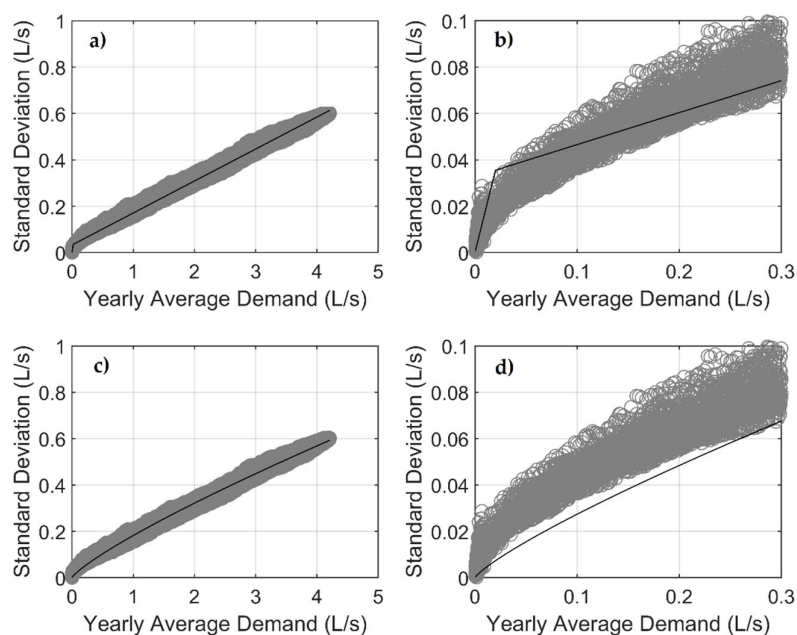 a)
Standard Deviation (L/s)
1
0.8
0.6
0.4
0.2
0
0 1 2 3 4 5
Yearly Average Demand (L/s)
b)
Standard Deviation (L/s)
0.1
0.08
0.06
0.04
0.02
0
0 0.1 0.2 0.3
Yearly Average Demand (L/s)
c)
Standard Deviation (L/s)
1
0.8
0.6
0.4
0.2
0
0 1 2 3 4 5
Yearly Average Demand (L/s)
d)
Standard Deviation (L/s)
0.1
0.08
0.06
0.04
0.02
0
0 0.1 0.2 0.3
Yearly Average Demand (L/s)